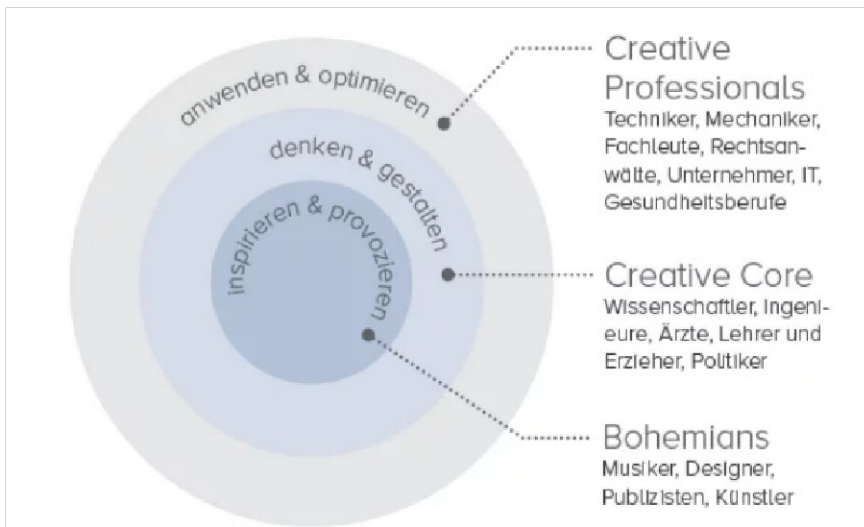 anwenden & optimieren
denken & gestalten
inspirieren & provozieren
Creative
Professionals
Techniker, Mechaniker,
Fachleute, Rechtsan-
wälte, Unternehmer, IT,
Gesundheitsberufe
Creative Core
Wissenschaftler, Ingeni-
eure, Ärzte, Lehrer und
Erzieher, Politiker
Bohemians
Musiker, Designer,
Publizisten, Künstler